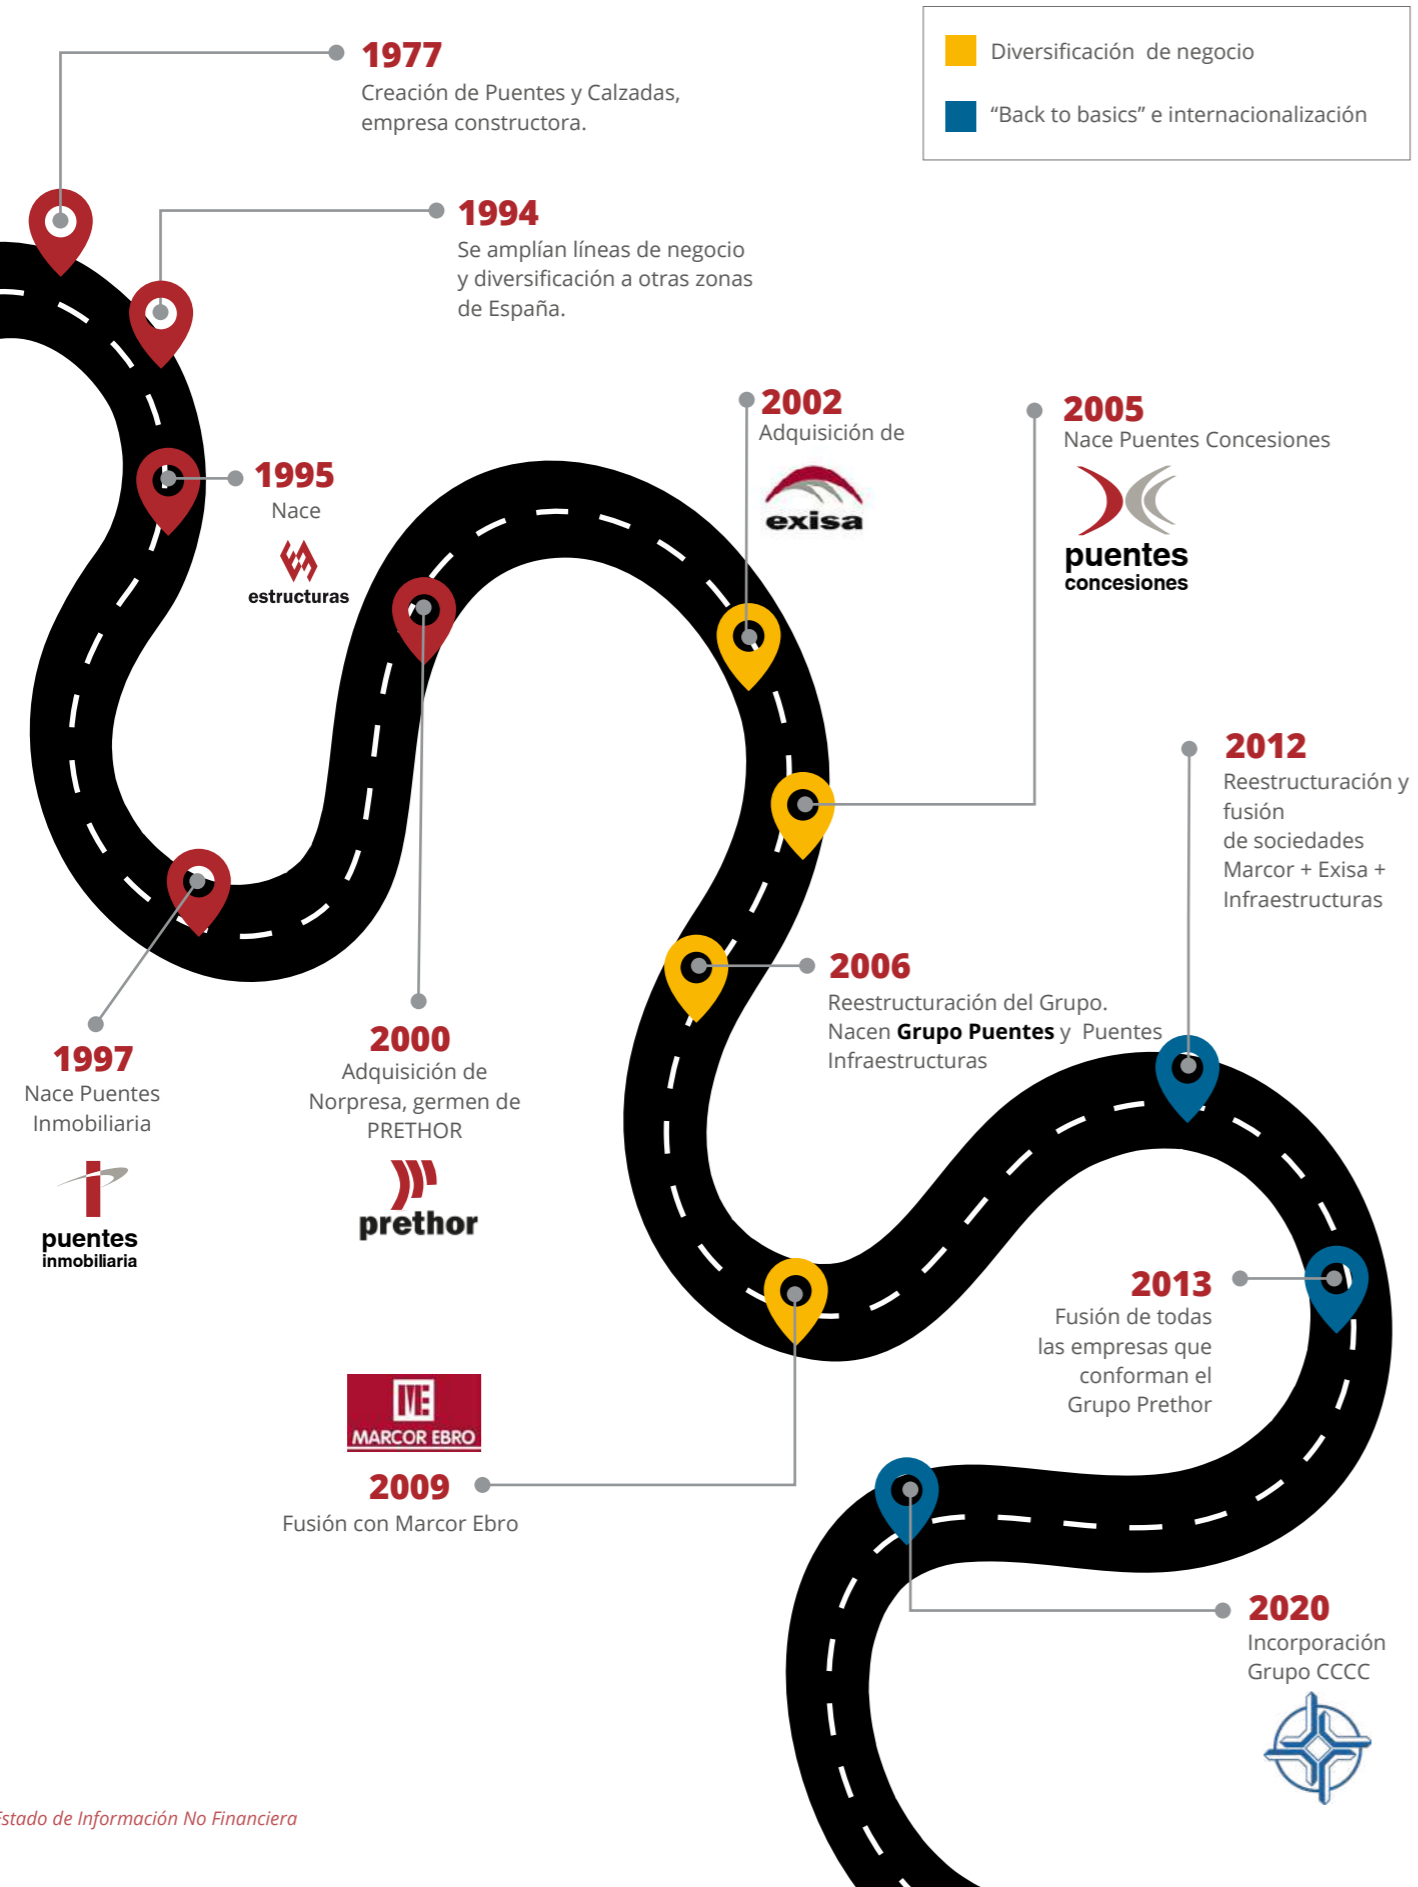 Diversificación de negocio
“Back to basics” e internacionalización
1977
Creación de Puentes y Calzadas,
empresa constructora.
1994
Se amplían líneas de negocio
y diversificación a otras zonas
de España.
1995
Nace
estructuras
1997
Nace Puentes
Inmobiliaria
puentes
inmobiliaria
2000
Adquisición de
Norpresa, germen de
PRETHOR
prethor
2002
Adquisición de
exisa
2005
Nace Puentes Concesiones
puentes
concesiones
2006
Reestructuración del Grupo.
Nacen Grupo Puentes y Puentes
Infraestructuras
ME
MARCOR EBRO
2009
Fusión con Marcor Ebro
2012
Reestructuración y
fusión
de sociedades
Marcor + Exisa +
Infraestructuras
2013
Fusión de todas
las empresas que
conforman el
Grupo Prethor
2020
Incorporación
Grupo CCCC
Estado de Información No Financiera